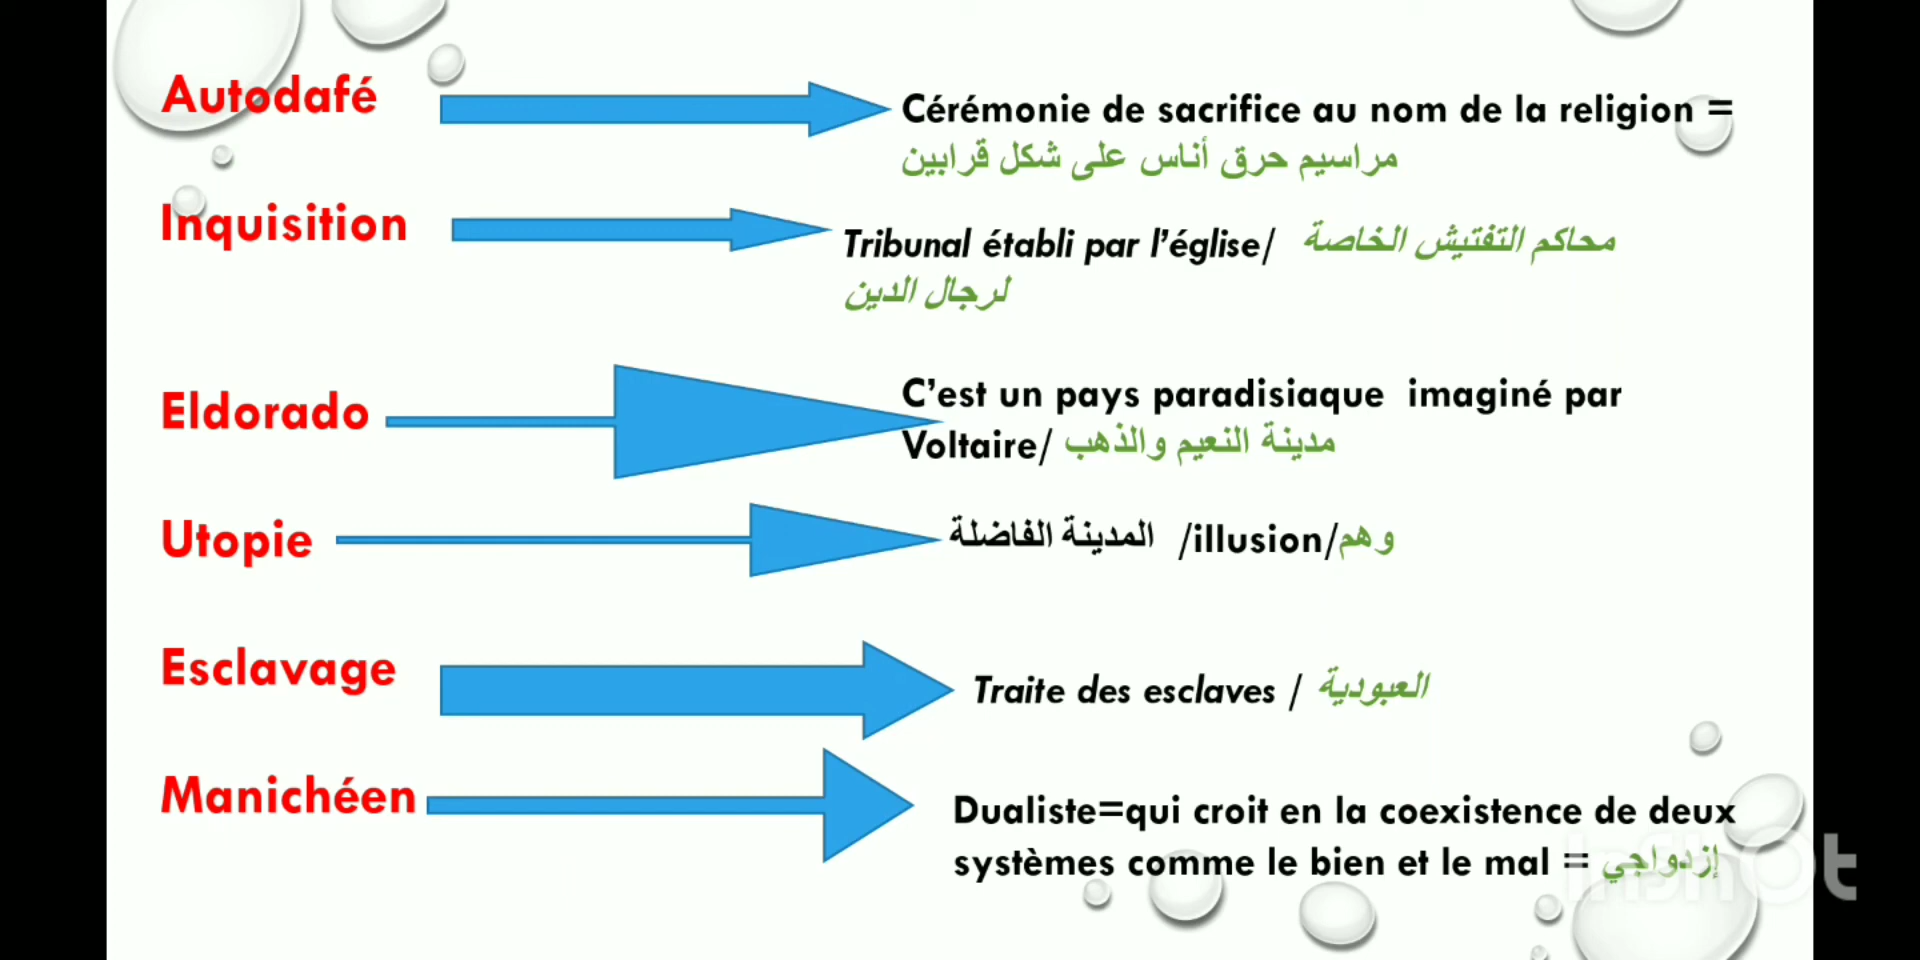 Autodafé
Cérémonie de sacrifice au nom de la religion =
مراسيم حرق أناس على شكل قرابين
Inquisition
Tribunal établi par l’église/ محاكم التفتيش الخاصة
لرجال الدين
Eldorado
C’est un pays paradisiaque imaginé par
Voltaire/ مدينة النعيم والذهب
Utopie
المدينة الفاضلة /illusion/وهم
Esclavage
Traite des esclaves / العبودية
Manichéen
Dualiste=qui croit en la coexistence de deux
systèmes comme le bien et le mal = إزدواجي
InShot